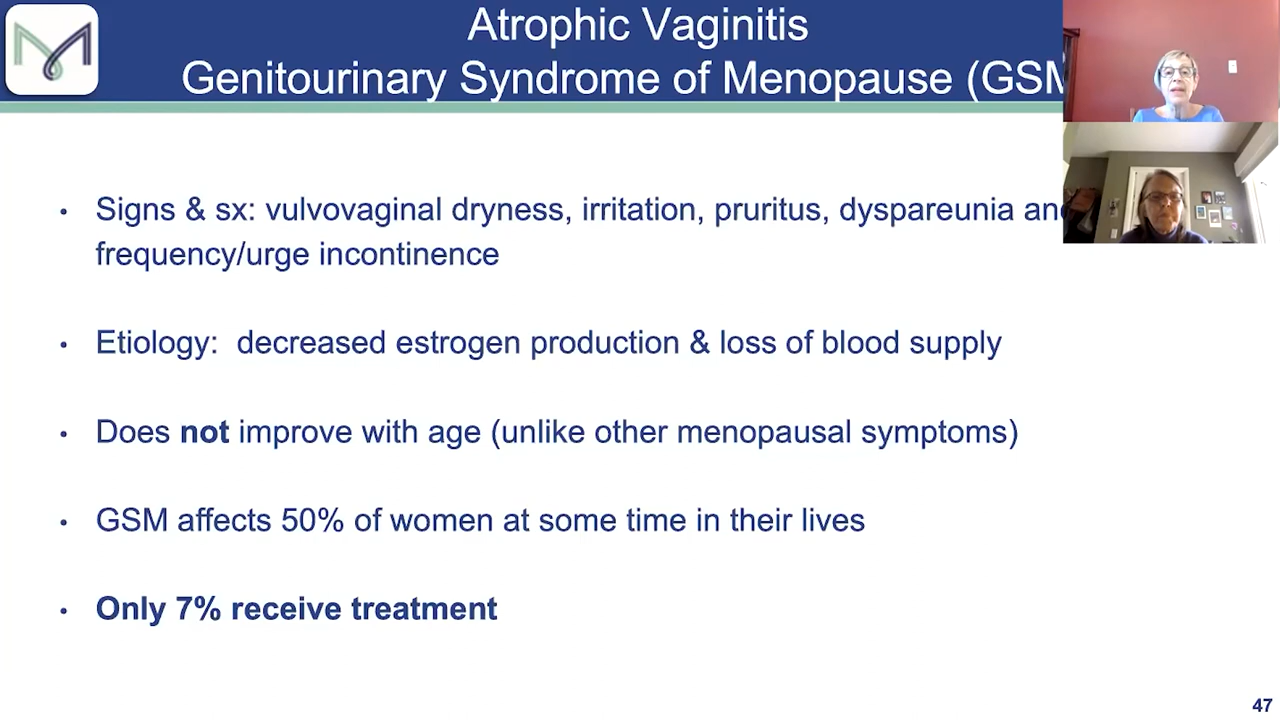 Atrophic Vaginitis
Genitourinary Syndrome of Menopause (GSM
• Signs & sx: vulvovaginal dryness, irritation, pruritus, dyspareunia and
frequency/urge incontinence
• Etiology: decreased estrogen production & loss of blood supply
• Does not improve with age (unlike other menopausal symptoms)
• GSM affects 50% of women at some time in their lives
• Only 7% receive treatment
47